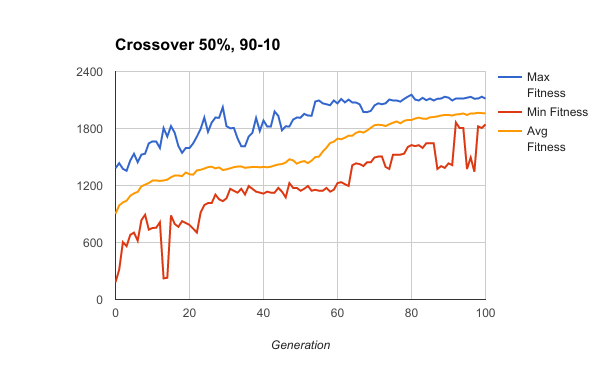 Crossover 50%, 90-10
2400
1800
1200
600
0
0 20 40 60 80 100
Generation
Max
Fitness
Min Fitness
Avg
Fitness